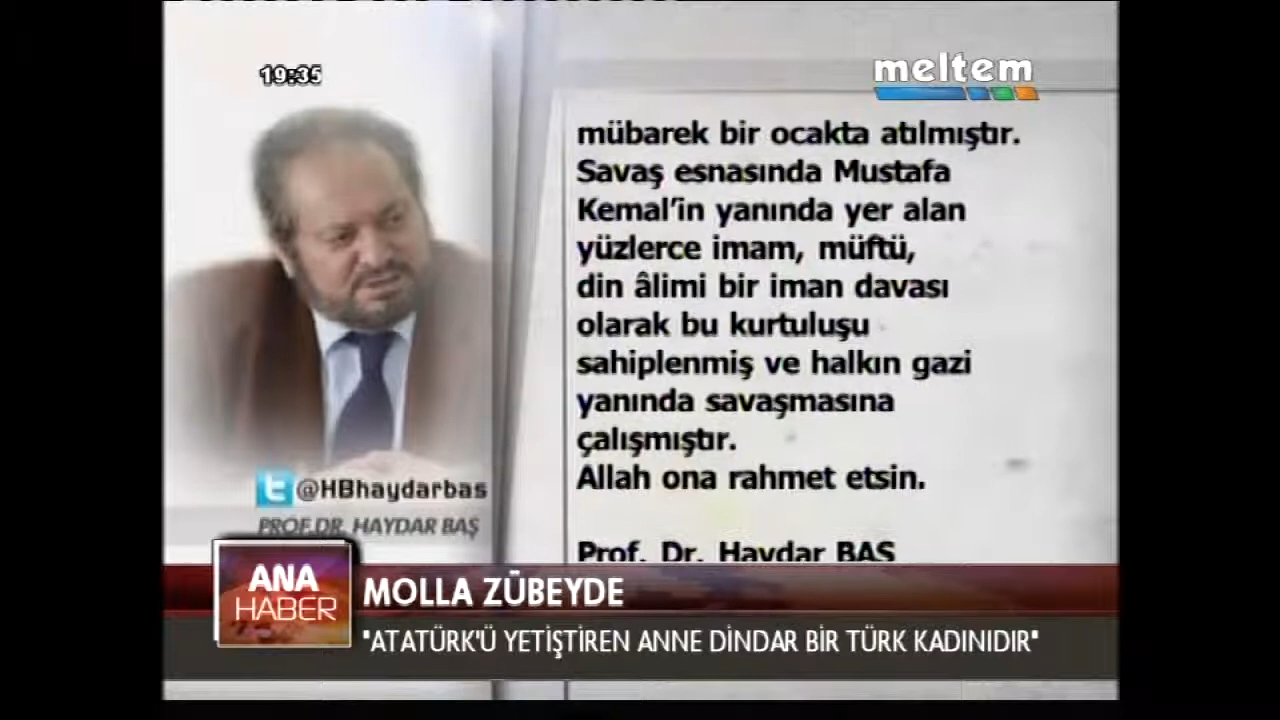 19:35
meltem
mübarek bir ocakta atılmıştır.
Savaş esnasında Mustafa
Kemal’in yanında yer alan
yüzlerce imam, müftü,
din âlimi bir iman davası
olarak bu kurtuluşu
sahiplenmiş ve halkın gazi
yanında savaşmasına
çalışmıştır.
Allah ona rahmet etsin.
Prof. Dr. Haydar BAŞ
@HBhaydarbas
PROF.DR. HAYDAR BAŞ
ANA
HABER
MOLLA ZÜBEYDE
"ATATÜRK'Ü YETİŞTİREN ANNE DİNDAR BİR TÜRK KADINIDIR"